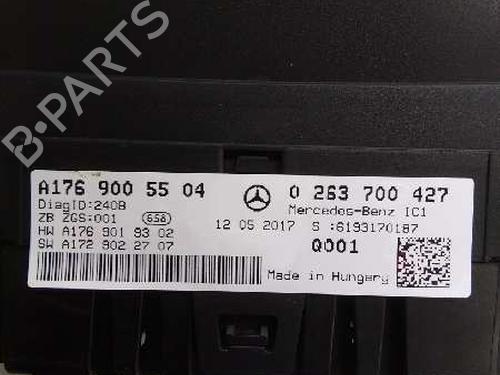 B-PARTS
A176 900 55 04
0 263 700 427
DiagID:2408
Mercedes-Benz IC1
ZB ZGS:001
658
12 05 2017
S :6193170187
HW A176 901 93 02
SW A172 902 27 07
Q001
Made in Hungary